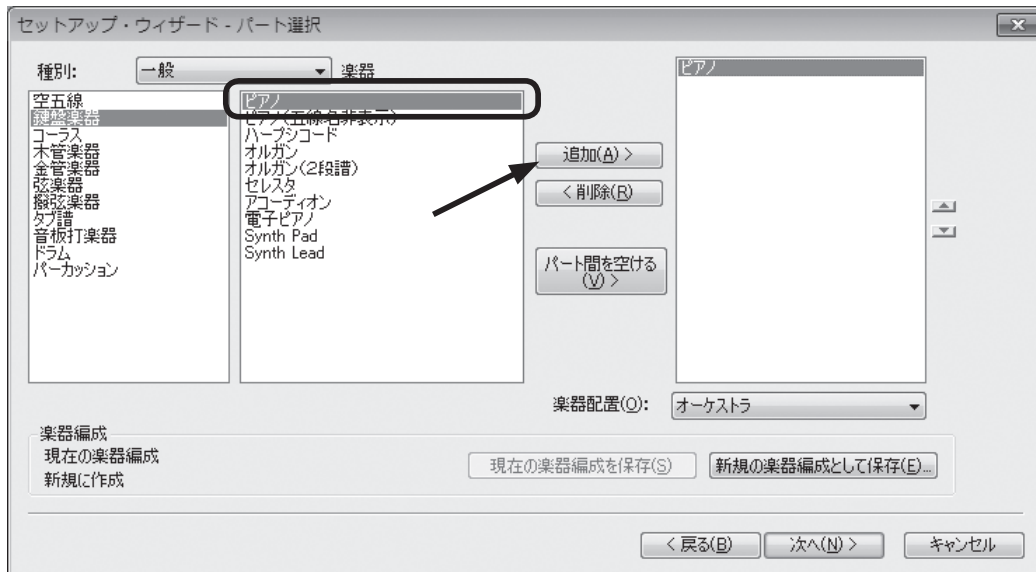 セットアップ・ウィザード - パート選択
種別:
一般
楽器
空五線
鍵盤楽器
コーラス
木管楽器
金管楽器
弦楽器
撥弦楽器
タブ譜
音板打楽器
ドラム
パーカッション
ピアノ
ピアノ(五線名非表示)
ハープシコード
オルガン
オルガン(2段譜)
セレスタ
アコーディオン
電子ピアノ
Synth Pad
Synth Lead
追加(A) >
< 削除(R)
パート間を空ける
(V) >
ピアノ
楽器配置(O):
オーケストラ
楽器編成
現在の楽器編成
新規に作成
現在の楽器編成を保存(S)
新規の楽器編成として保存(E)...
< 戻る(B)
次へ(N) >
キャンセル